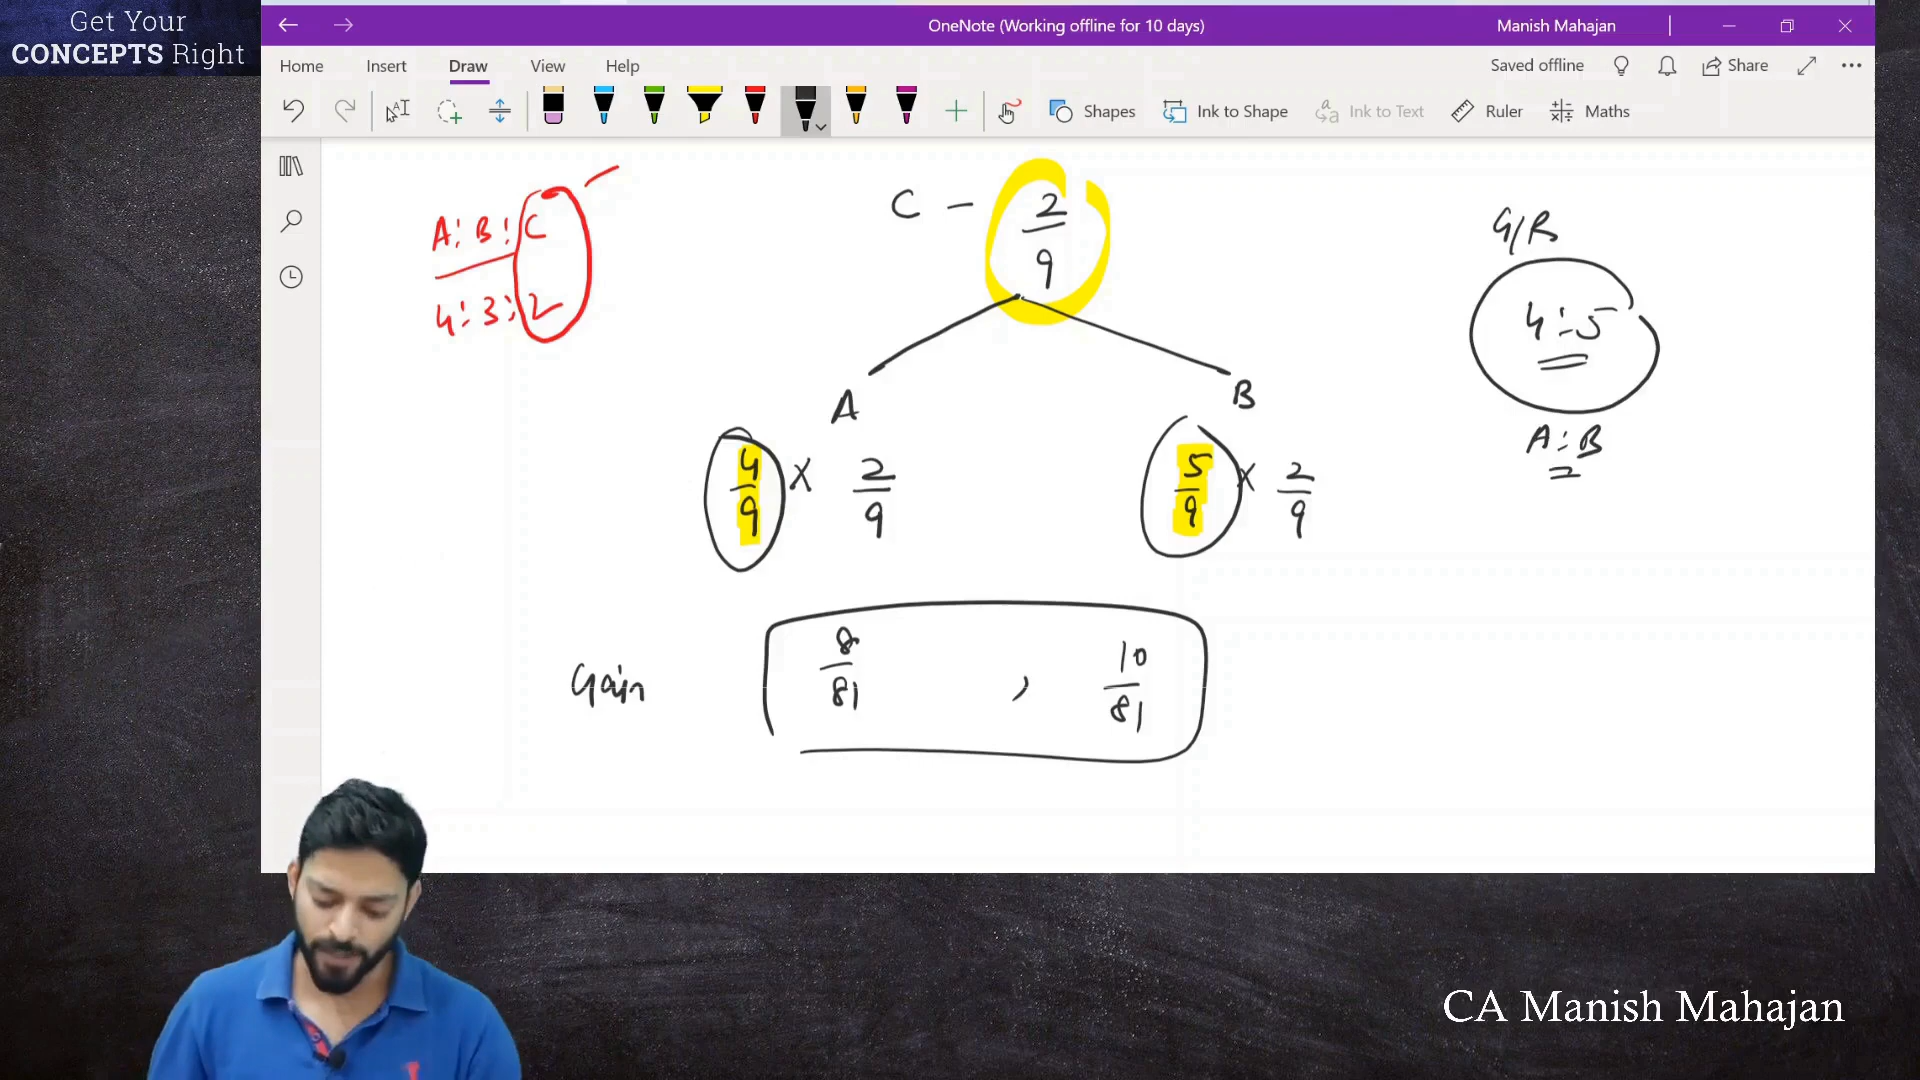 Get Your
CONCEPTS Right
OneNote (Working offline for 10 days)
Manish Mahajan
Home Insert Draw View Help
Saved offline
Share
Shapes
Ink to Shape
Ink to Text
Ruler
Maths
A : B : C
4 : 3 : 2
C - 2/9
G/R
4 : 5
A : B
A
B
4/9 X 2/9
5/9 X 2/9
Gain 8/81 , 10/81
CA Manish Mahajan